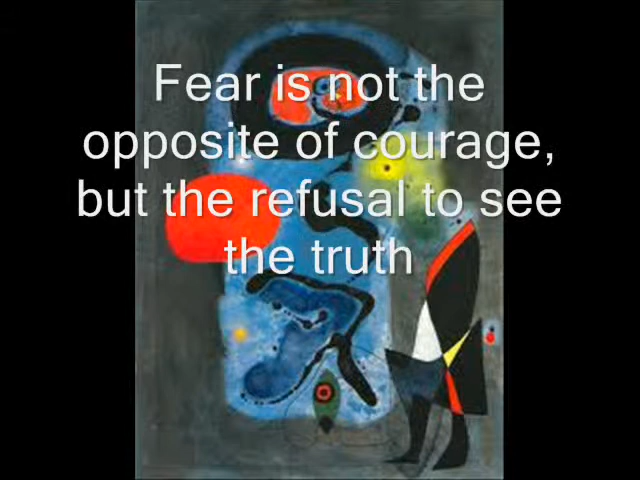 Fear is not the
opposite of courage,
but the refusal to see
the truth